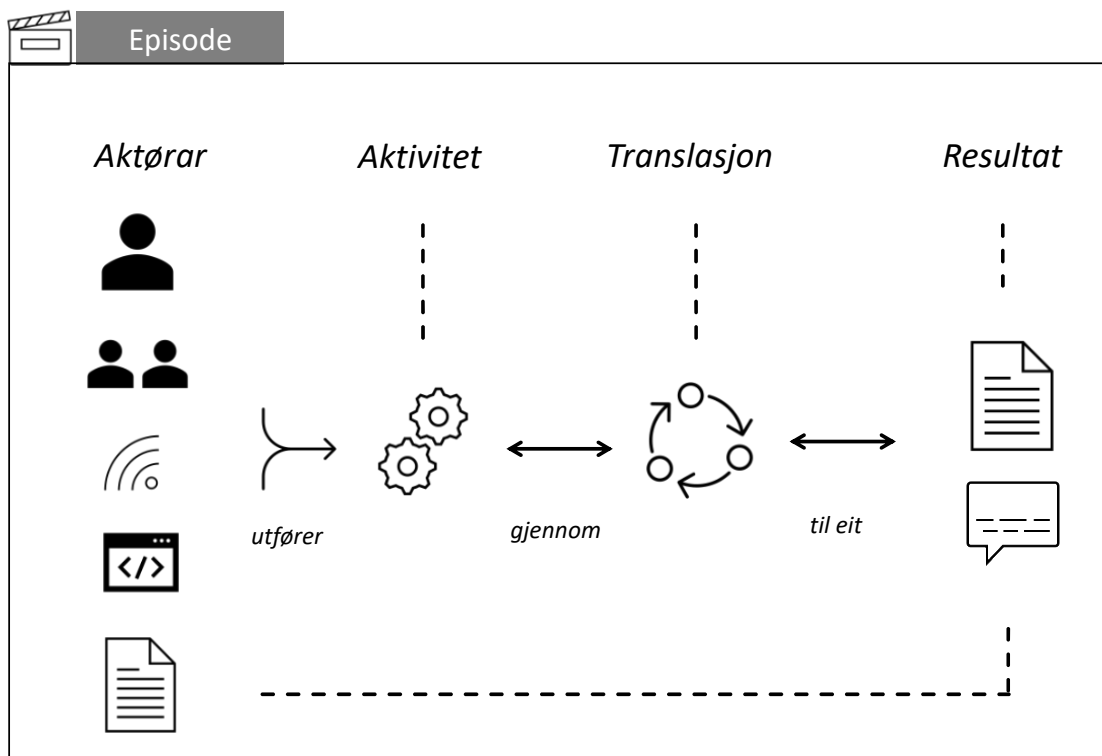 Episode
Aktørar
Aktivitet
Translasjon
Resultat
</>
utfører
gjennom
til eit